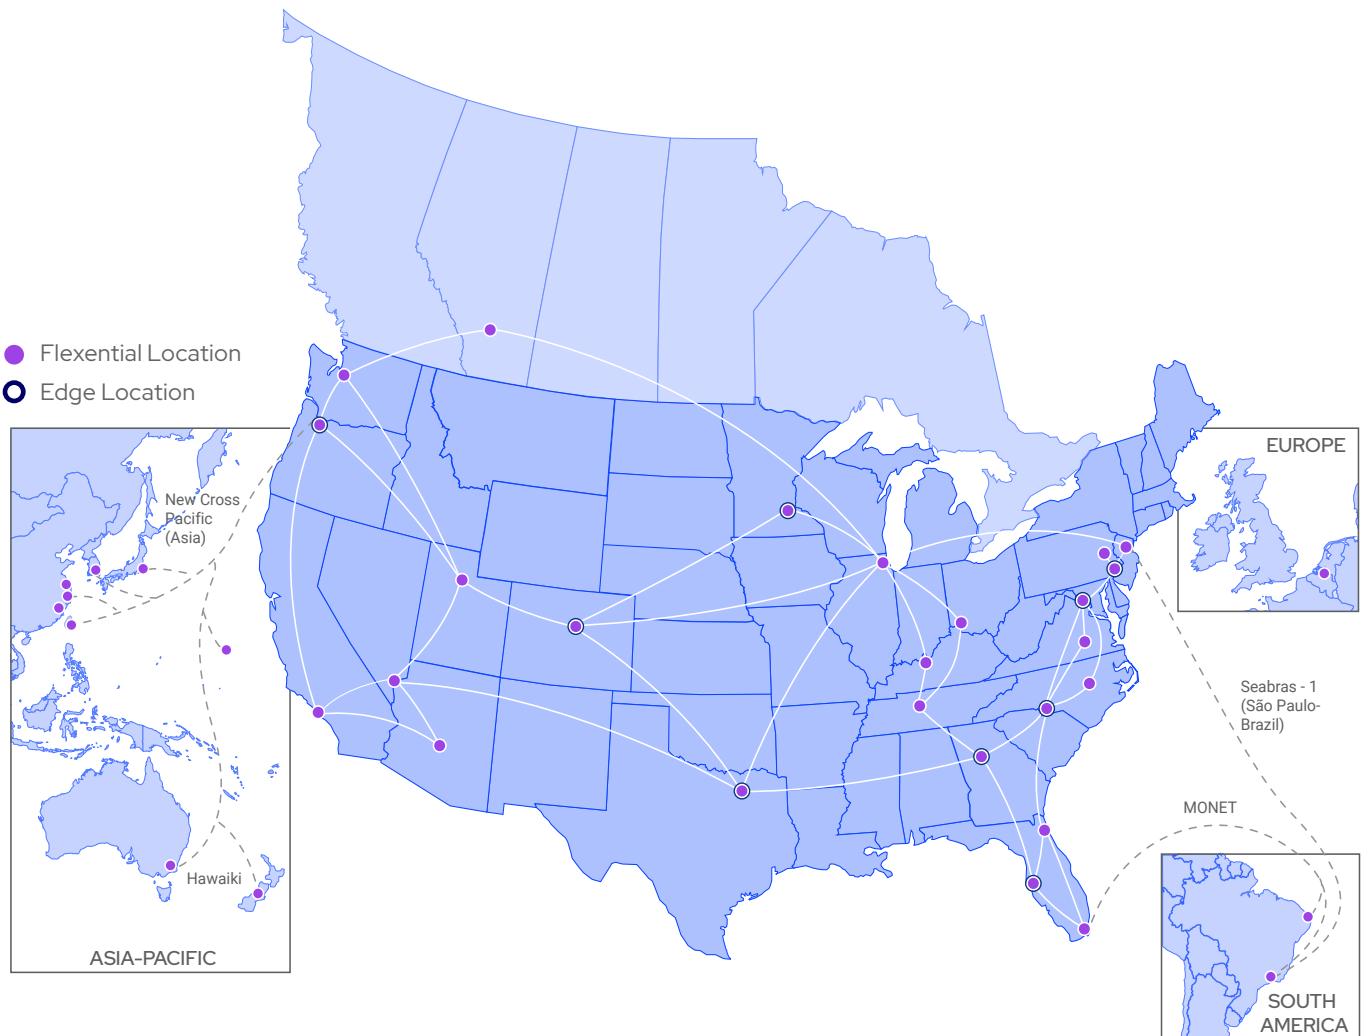 Flexential Location
Edge Location
New Cross
Pacific
(Asia)
Hawaiki
ASIA-PACIFIC
EUROPE
Seabras - 1
(São Paulo-
Brazil)
MONET
SOUTH
AMERICA